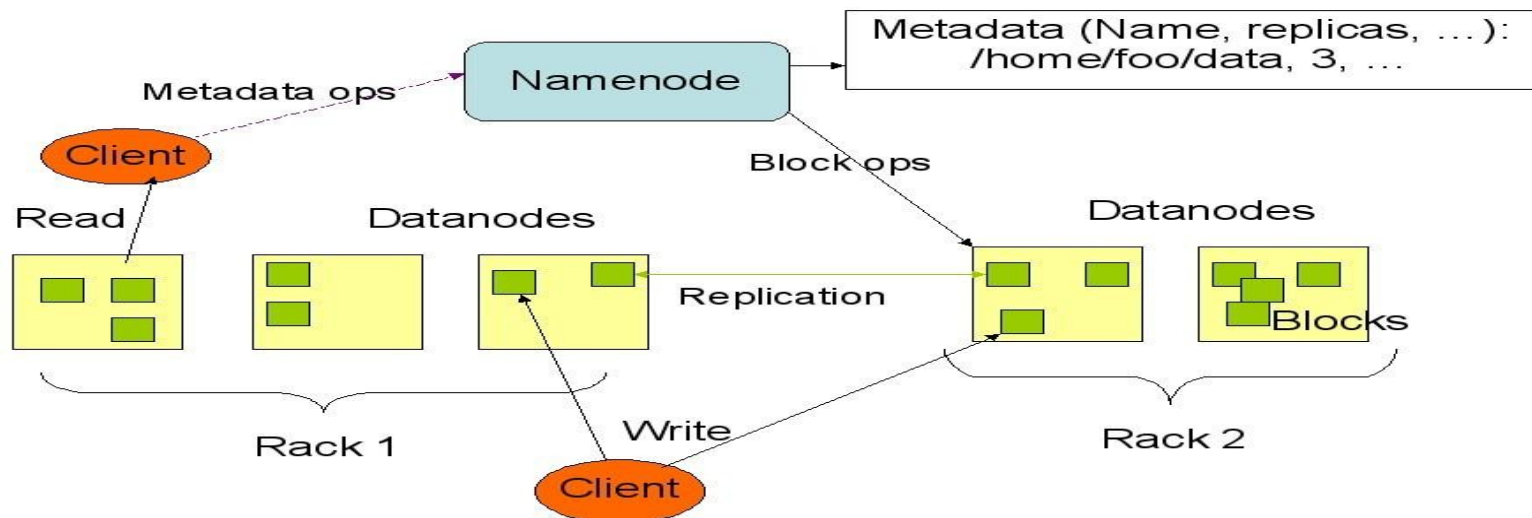 Metadata (Name, replicas, …):
/home/foo/data, 3, …
Namenode
Metadata ops
Client
Block ops
Read
Datanodes
Datanodes
Replication
Blocks
Rack 1
Write
Rack 2
Client